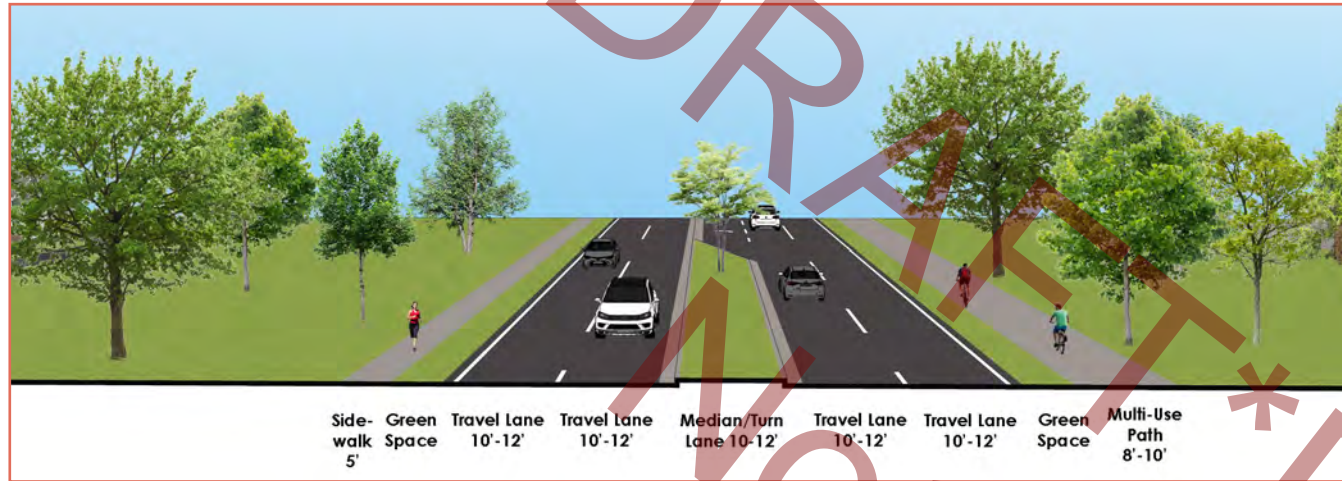 DRAFT*
No
Side-
walk
5'
Green
Space
Travel Lane
10'-12'
Travel Lane
10'-12'
Median/Turn
Lane 10-12'
Travel Lane
10'-12'
Travel Lane
10'-12'
Green
Space
Multi-Use
Path
8'-10'